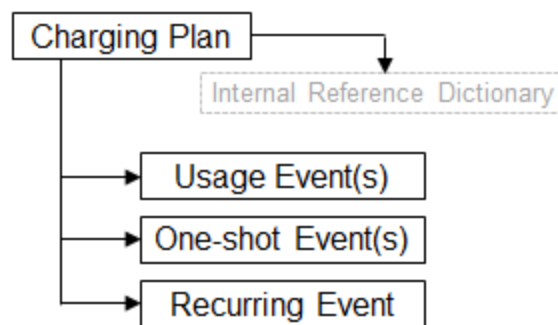 Charging Plan
Internal Reference Dictionary
Usage Event(s)
One-shot Event(s)
Recurring Event